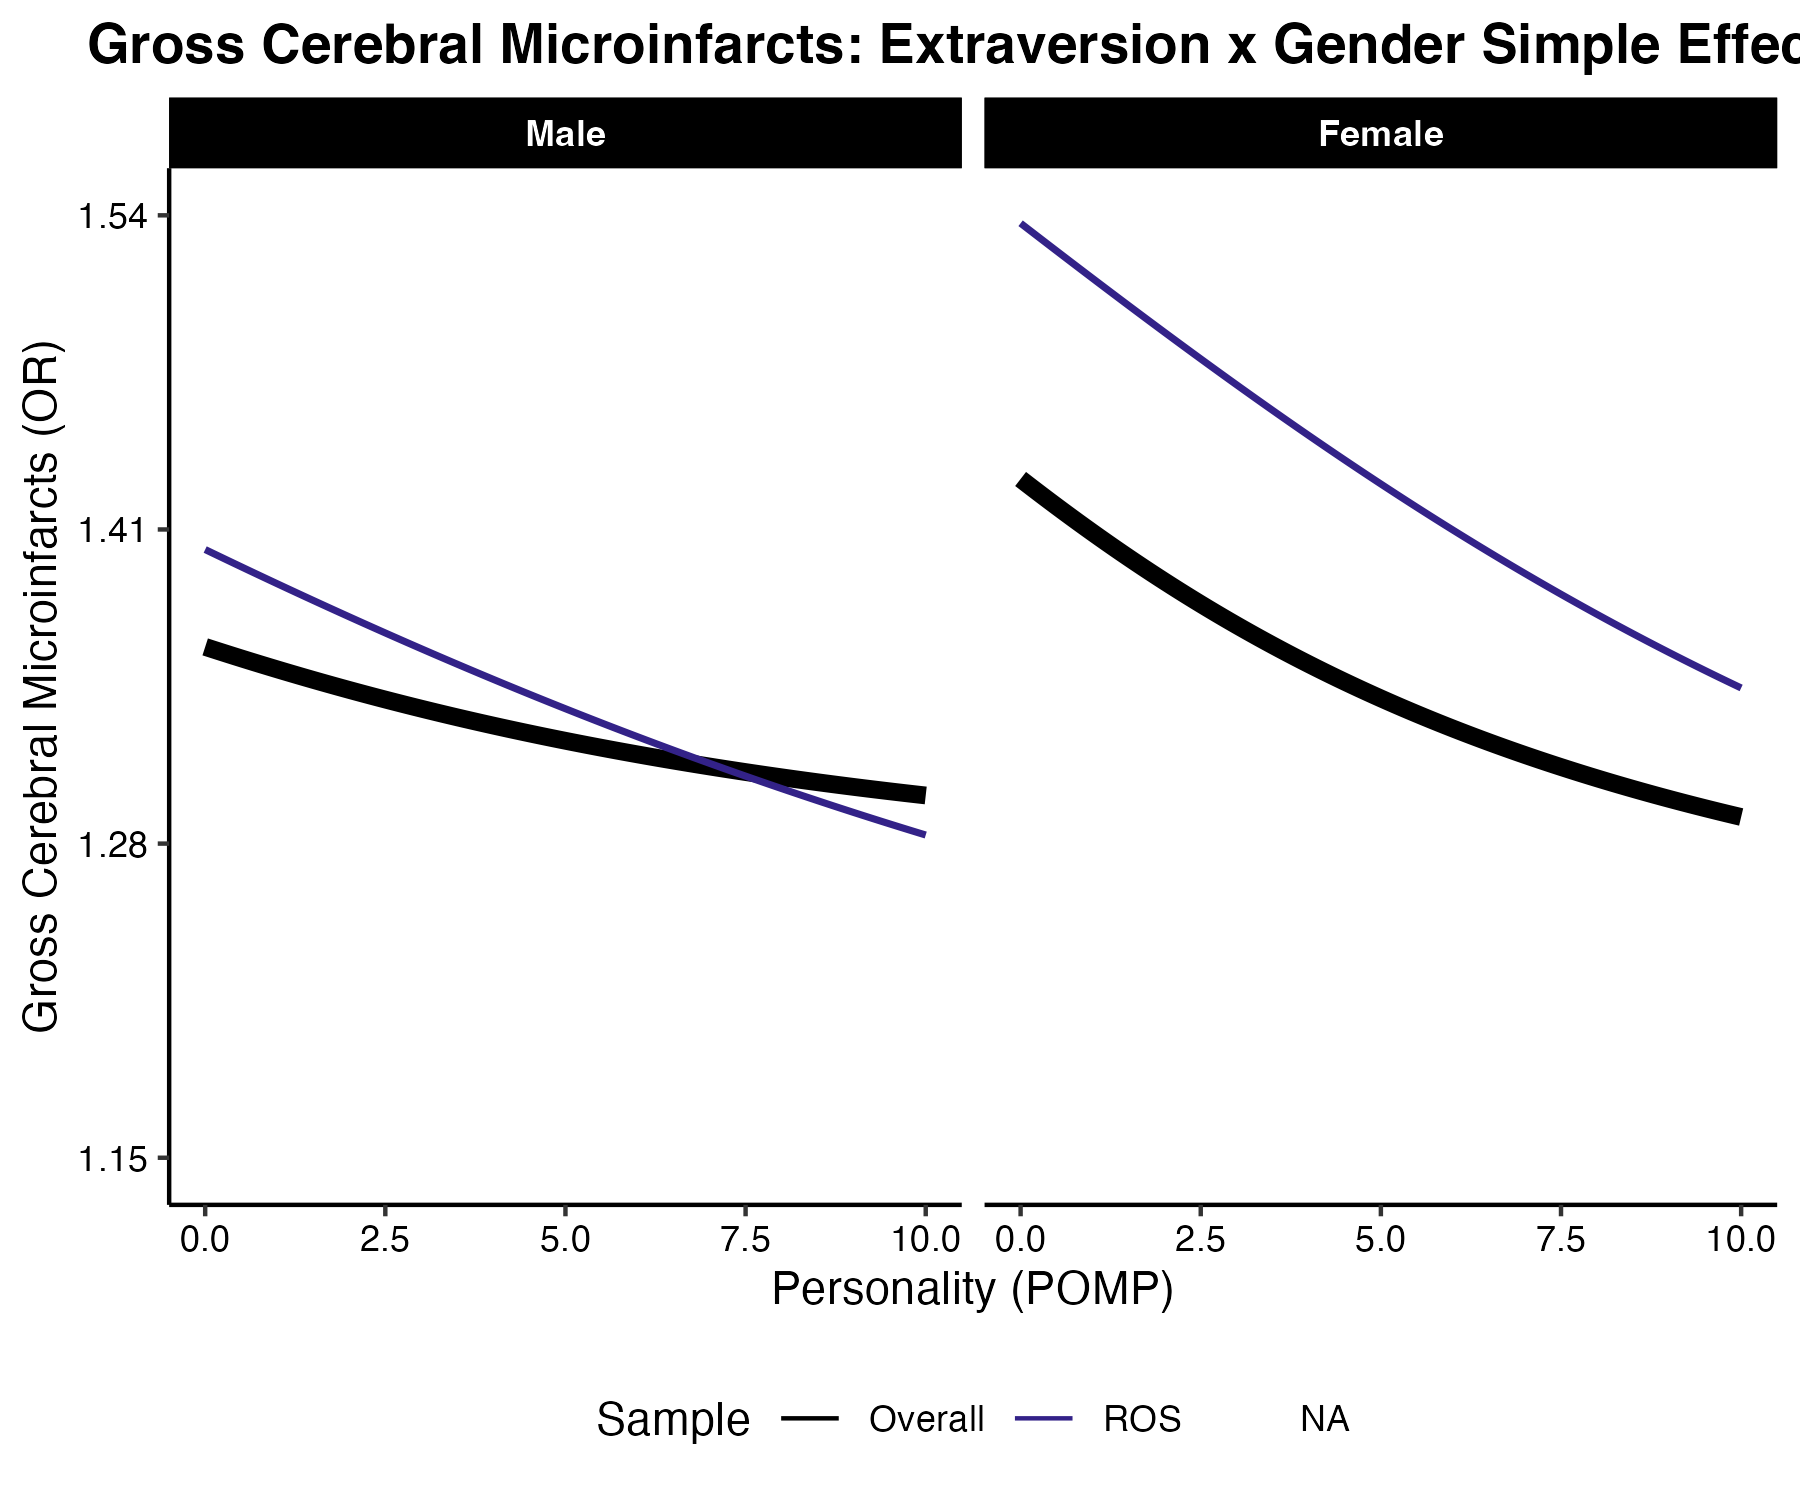 Gross Cerebral Microinfarcts: Extraversion x Gender Simple Effec
Male Female
Gross Cerebral Microinfarcts (OR)
1.54
1.41
1.28
1.15
0.0 2.5 5.0 7.5 10.0 0.0 2.5 5.0 7.5 10.0
Personality (POMP)
Sample Overall ROS NA